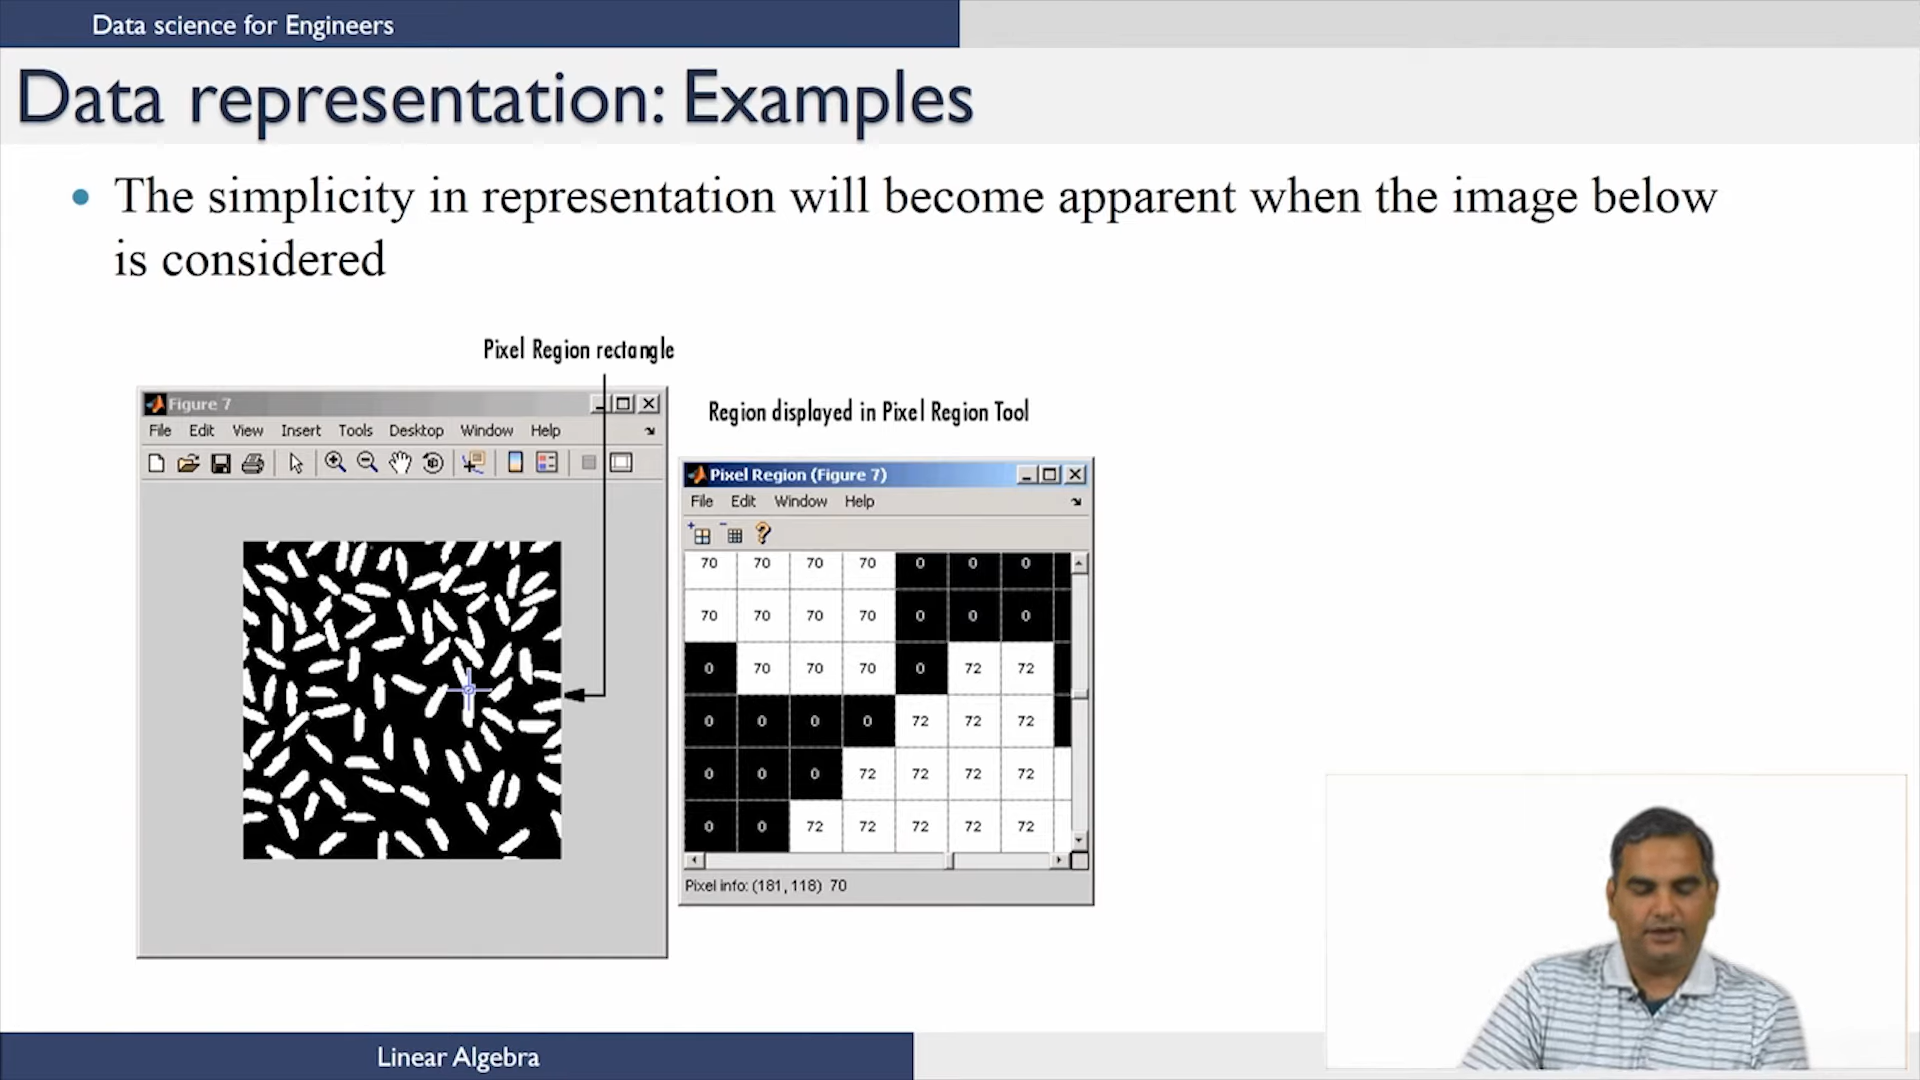 Data science for Engineers
Data representation: Examples
• The simplicity in representation will become apparent when the image below
is considered
Pixel Region rectangle
Figure 7
File Edit View Insert Tools Desktop Window Help
Region displayed in Pixel Region Tool
Pixel Region (Figure 7)
File Edit Window Help
70 70 70 70 0 0 0
70 70 70 70 0 0 0
0 70 70 70 0 72 72
0 0 0 0 72 72 72
0 0 0 72 72 72 72
0 0 72 72 72 72 72
Pixel info: (181, 118) 70
Linear Algebra